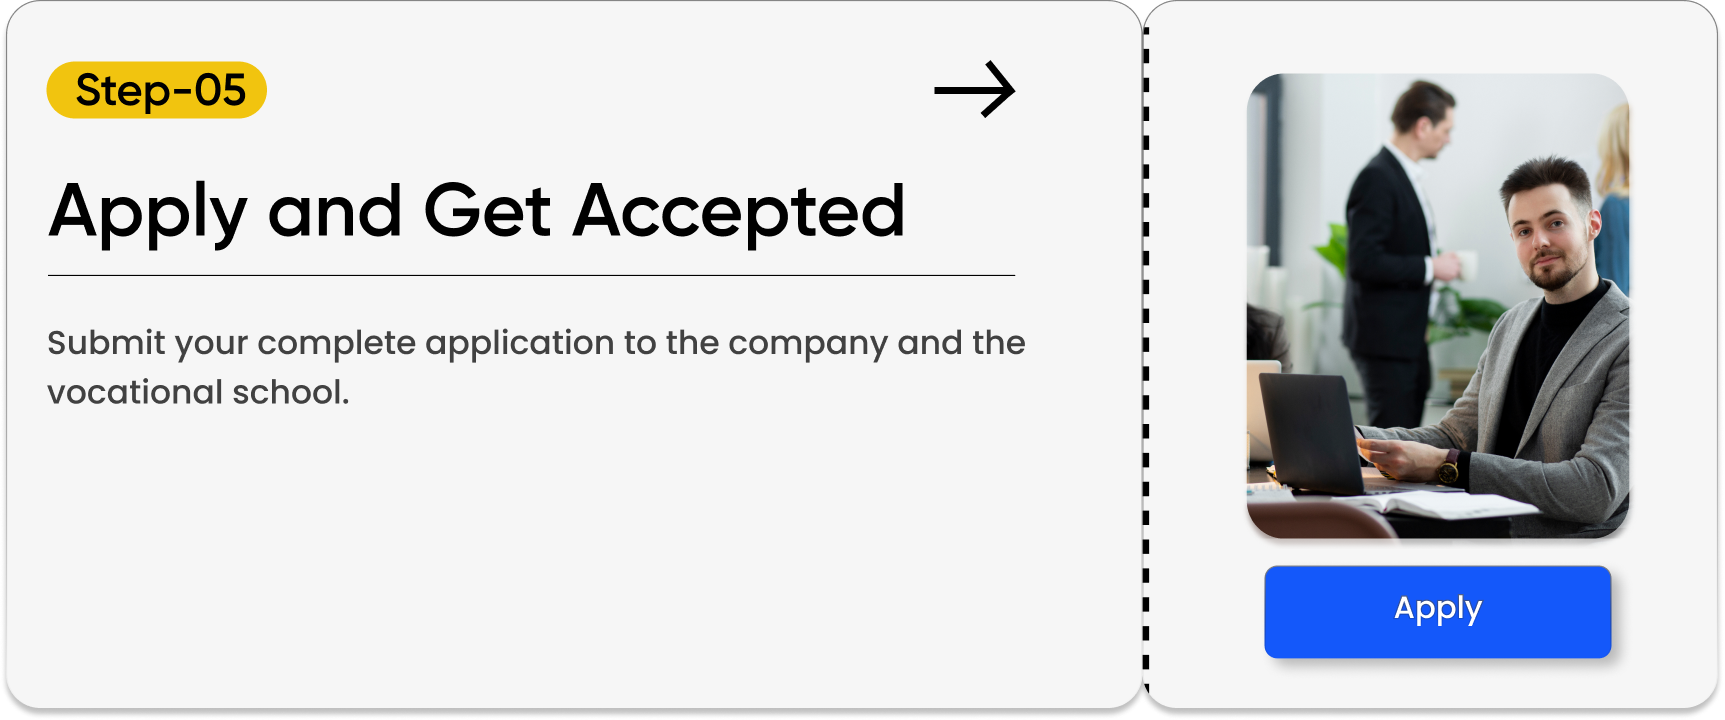 Step-05
Apply and Get Accepted
Submit your complete application to the company and the
vocational school.
Apply